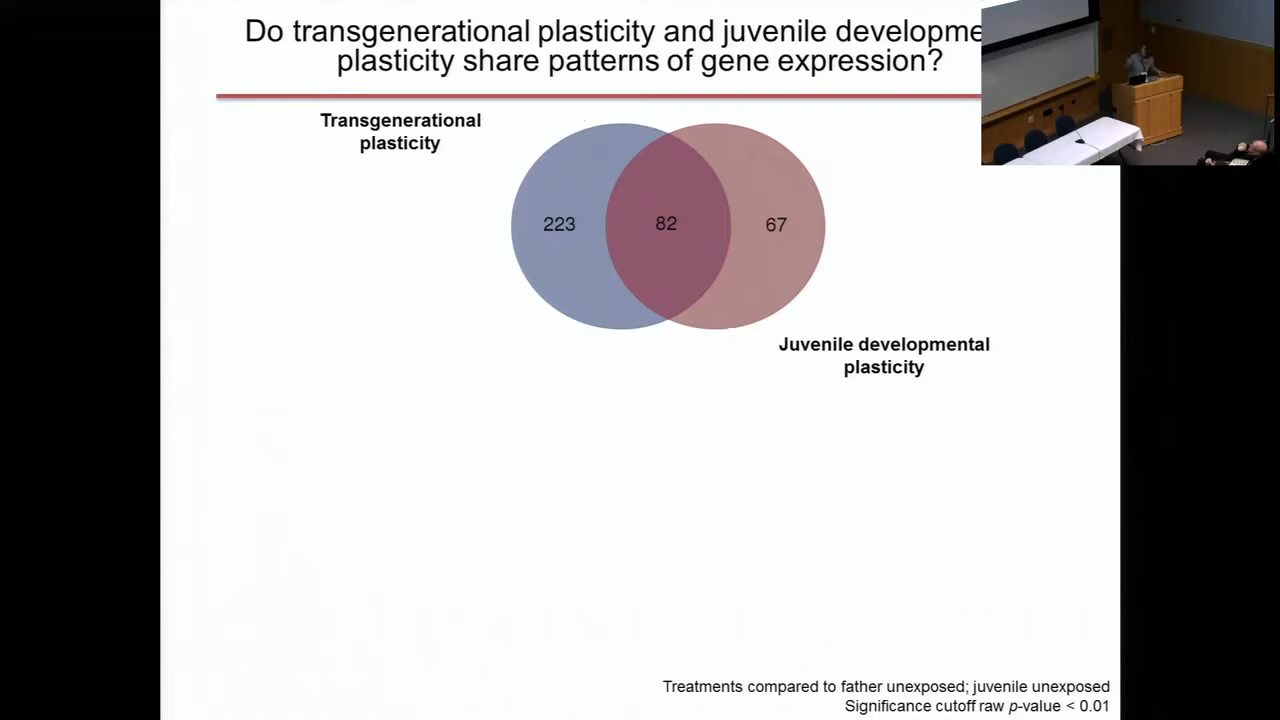 Do transgenerational plasticity and juvenile developme
plasticity share patterns of gene expression?
Transgenerational
plasticity
223
82
67
Juvenile developmental
plasticity
Treatments compared to father unexposed; juvenile unexposed
Significance cutoff raw p-value < 0.01